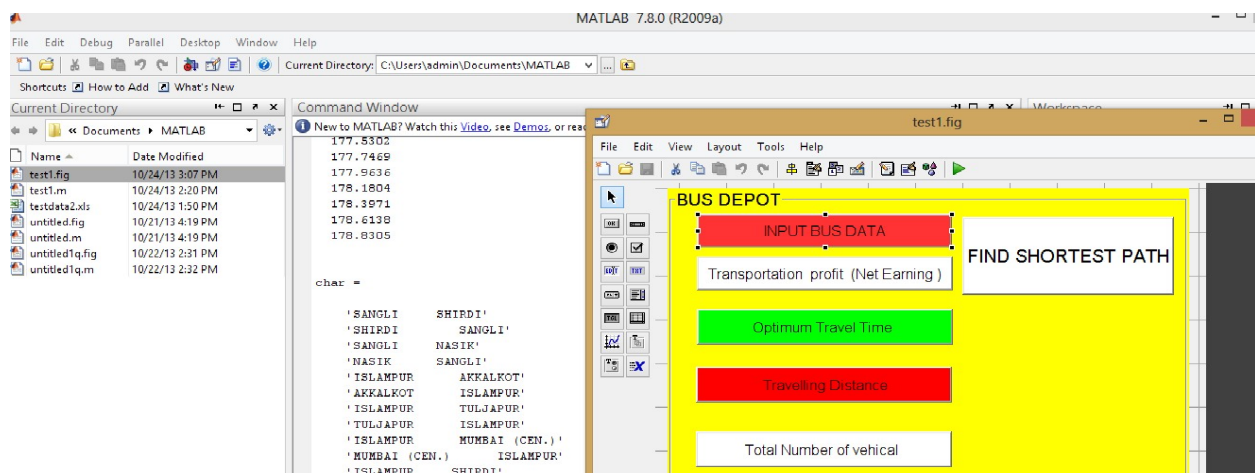 MATLAB 7.8.0 (R2009a)
File Edit Debug Parallel Desktop Window Help
Current Directory: C:\Users\admin\Documents\MATLAB
Shortcuts How to Add What's New
Current Directory
« Documents MATLAB
Name Date Modified
test1.fig 10/24/13 3:07 PM
test1.m 10/24/13 2:20 PM
testdata2.xls 10/24/13 1:50 PM
untitled.fig 10/21/13 4:19 PM
untitled.m 10/21/13 4:19 PM
untitled1q.fig 10/22/13 2:31 PM
untitled1q.m 10/22/13 2:32 PM
Command Window
New to MATLAB? Watch this Video, see Demos, or read
177.5302
177.7469
177.9636
178.1804
178.3971
178.6138
178.8305
char =
'SANGLI SHIRDI'
'SHIRDI SANGLI'
'SANGLI NASIK'
'NASIK SANGLI'
'ISLAMPUR AKKALKOT'
'AKKALKOT ISLAMPUR'
'ISLAMPUR TULJAPUR'
'TULJAPUR ISLAMPUR'
'ISLAMPUR MUMBAI (CEN.)'
'MUMBAI (CEN.) ISLAMPUR'
'ISLAMPUR SHIRDI'
Workspace
test1.fig
File Edit View Layout Tools Help
OK
EDIT TXT
TGL
BUS DEPOT
INPUT BUS DATA
FIND SHORTEST PATH
Transportation profit (Net Earning )
Optimum Travel Time
Travelling Distance
Total Number of vehical